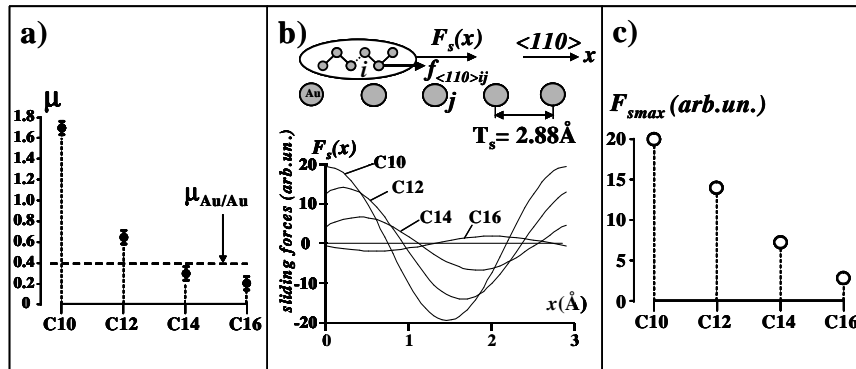 a)
μ
1.8
1.6
1.4
1.2
1.0
0.8
0.6
0.4
0.2
0
μAu/Au
C10 C12 C14 C16
b)
Fs(x)
<110>
x
i
f<110>ij
Au
j
Ts= 2.88Å
Fs(x)
sliding forces (arb.un.)
20
10
0
-10
-20
C10
C12
C14
C16
x(Å)
0 1 2 3
c)
Fsmax (arb.un.)
20
15
10
5
0
C10 C12 C14 C16